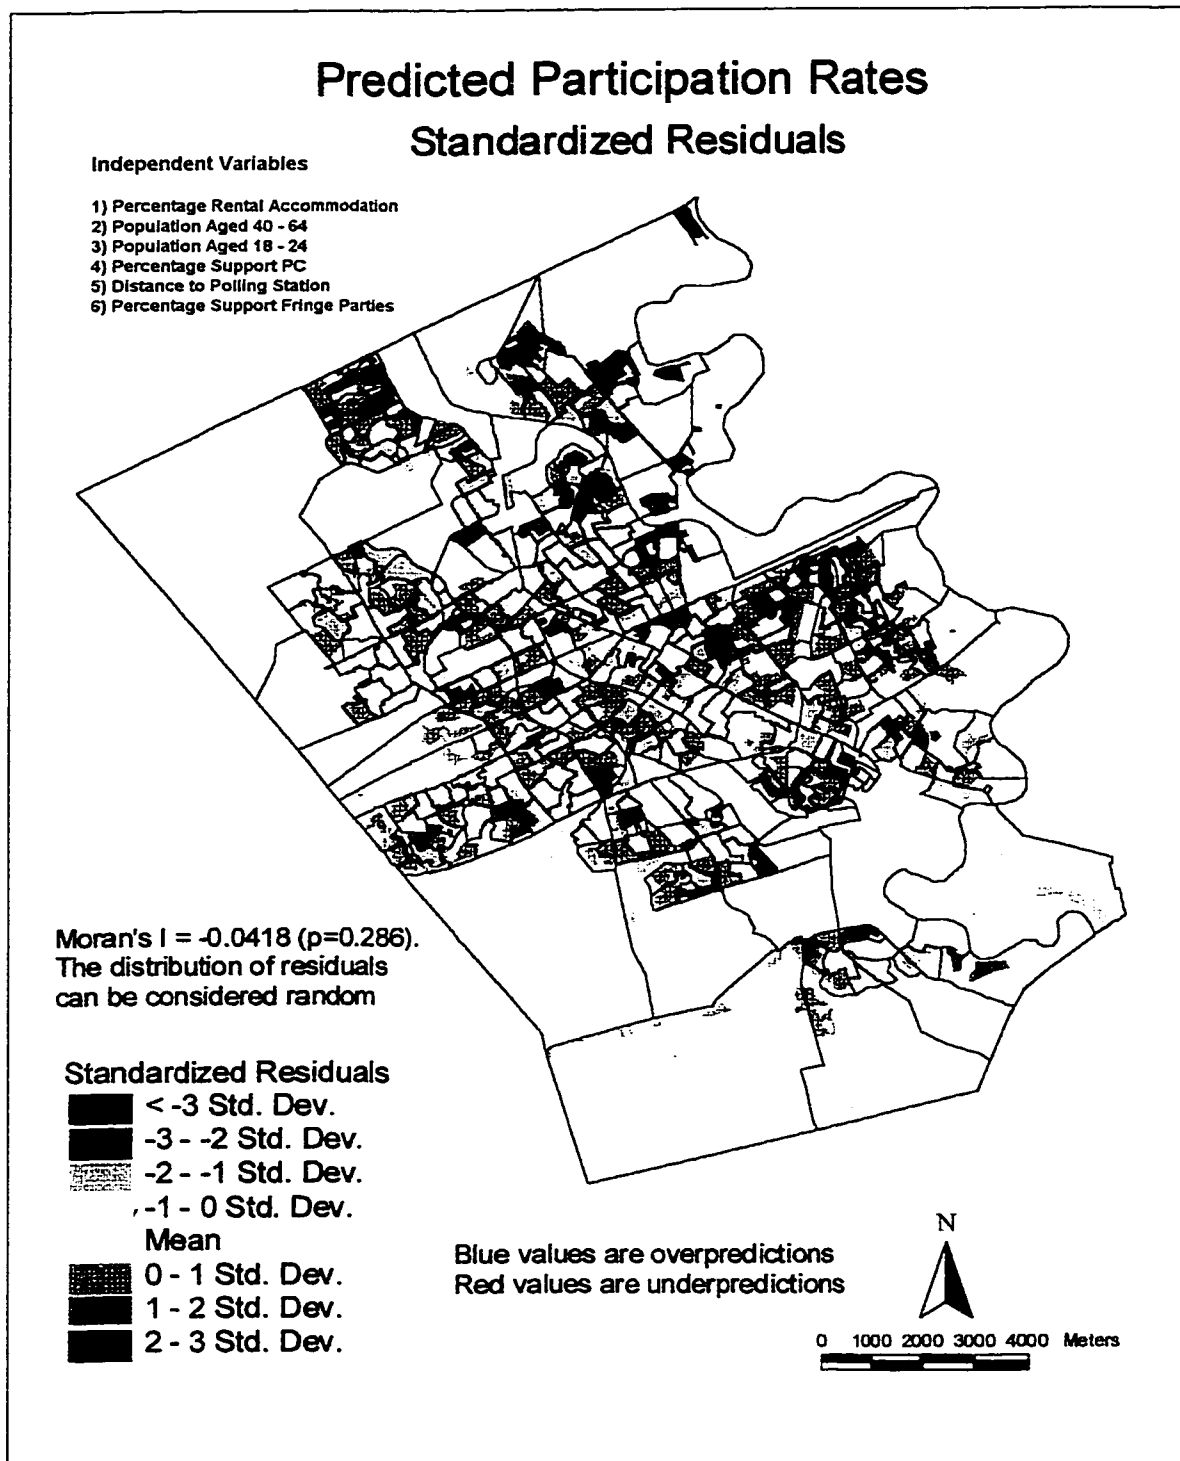 Predicted Participation Rates
Standardized Residuals
Independent Variables
1) Percentage Rental Accommodation
2) Population Aged 40 - 64
3) Population Aged 18 - 24
4) Percentage Support PC
5) Distance to Polling Station
6) Percentage Support Fringe Parties
Moran's I = -0.0418 (p=0.286).
The distribution of residuals
can be considered random
Standardized Residuals
< -3 Std. Dev.
-3 - -2 Std. Dev.
-2 - -1 Std. Dev.
-1 - 0 Std. Dev.
Mean
0 - 1 Std. Dev.
1 - 2 Std. Dev.
2 - 3 Std. Dev.
Blue values are overpredictions
Red values are underpredictions
N
0 1000 2000 3000 4000 Meters